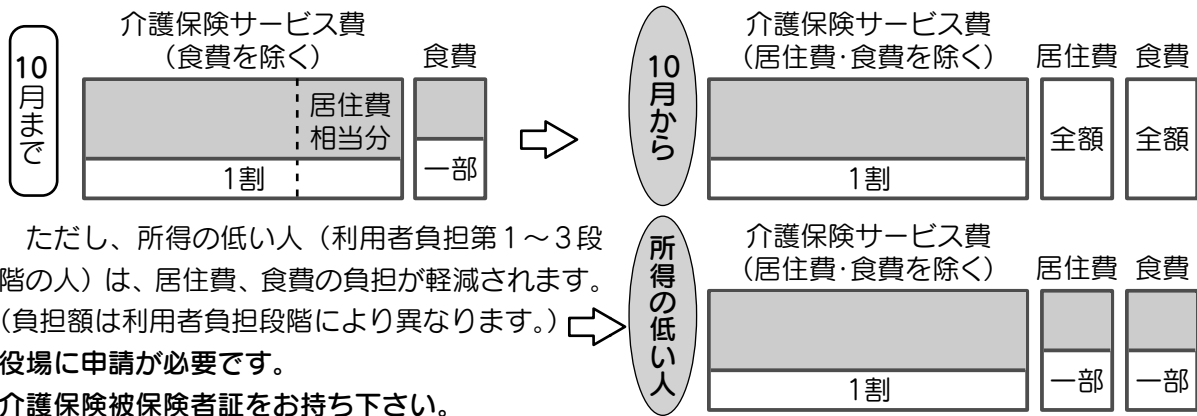 10月まで
介護保険サービス費
（食費を除く）
食費
居住費
相当分
1割
一部
10月から
介護保険サービス費
（居住費・食費を除く）
居住費
食費
1割
全額
全額
ただし、所得の低い人（利用者負担第１～３段
階の人）は、居住費、食費の負担が軽減されます。
（負担額は利用者負担段階により異なります。）
役場に申請が必要です。
介護保険被保険者証をお持ち下さい。
所得の低い人
介護保険サービス費
（居住費・食費を除く）
居住費
食費
1割
一部
一部